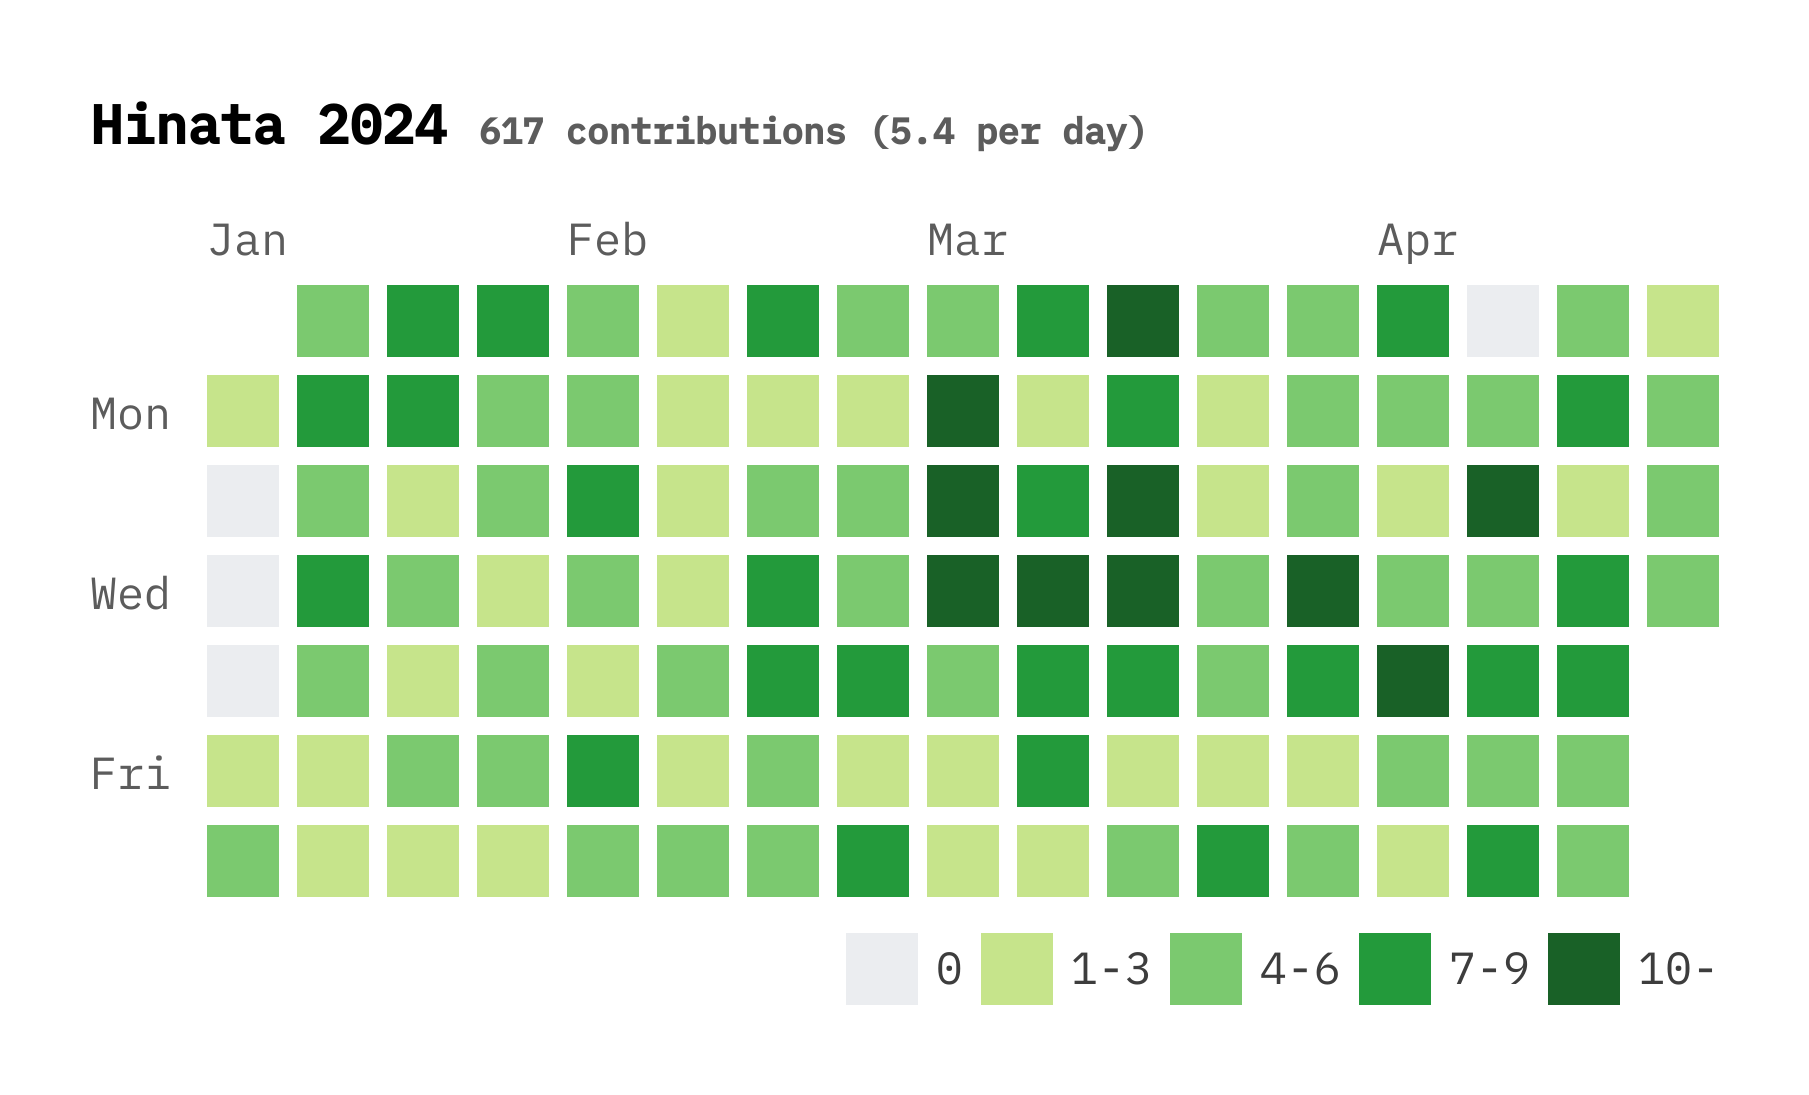 Hinata 2024 617 contributions (5.4 per day)
Jan Feb Mar Apr
Mon
Wed
Fri
0 1-3 4-6 7-9 10-